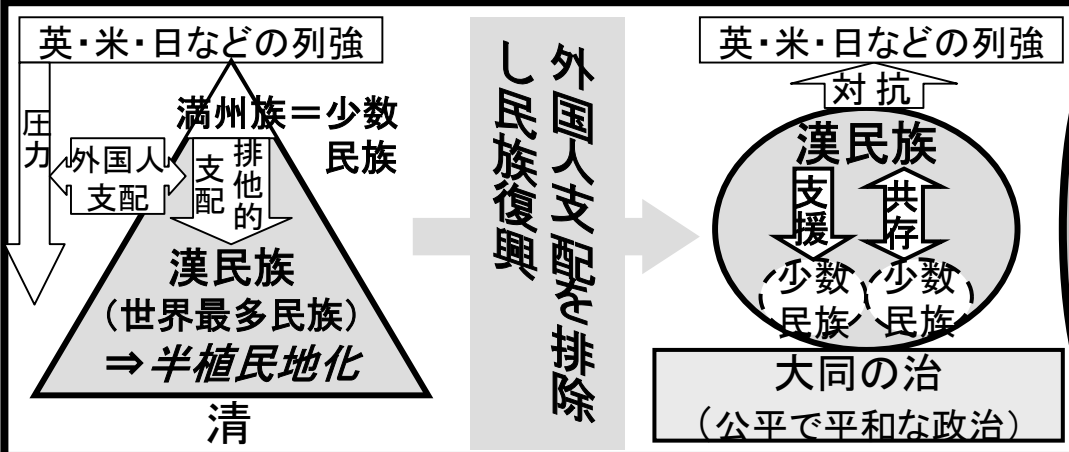 英・米・日などの列強
圧力
満州族＝少数
民族
外国人
支配
排他的
支配
漢民族
（世界最多民族）
⇒半植民地化
清
外国人支配を排除
し民族復興
英・米・日などの列強
対抗
漢民族
支援
共存
少数
民族
少数
民族
大同の治
（公平で平和な政治）